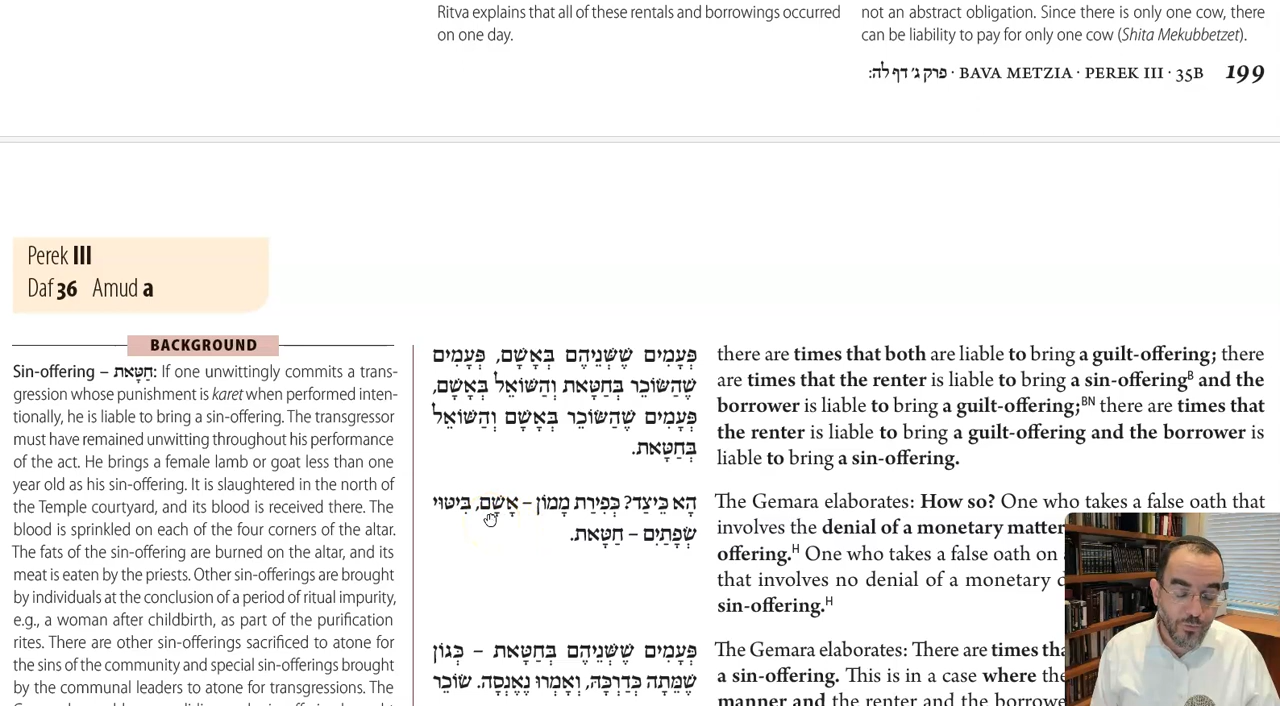 Ritva explains that all of these rentals and borrowings occurred
on one day.
not an abstract obligation. Since there is only one cow, there
can be liability to pay for only one cow (Shita Mekubbetzet).
פרק ג׳ דף לה: · BAVA METZIA · PEREK III · 35B 199
Perek III
Daf 36 Amud a
BACKGROUND
Sin-offering – חַטָּאת: If one unwittingly commits a trans-
gression whose punishment is karet when performed inten-
tionally, he is liable to bring a sin-offering. The transgressor
must have remained unwitting throughout his performance
of the act. He brings a female lamb or goat less than one
year old as his sin-offering. It is slaughtered in the north of
the Temple courtyard, and its blood is received there. The
blood is sprinkled on each of the four corners of the altar.
The fats of the sin-offering are burned on the altar, and its
meat is eaten by the priests. Other sin-offerings are brought
by individuals at the conclusion of a period of ritual impurity,
e.g., a woman after childbirth, as part of the purification
rites. There are other sin-offerings sacrificed to atone for
the sins of the community and special sin-offerings brought
by the communal leaders to atone for transgressions. The
פְּעָמִים שֶׁשְּׁנֵיהֶם בְּאָשָׁם, פְּעָמִים
שֶׁהַשּׂוֹכֵר בְּחַטָּאת וְהַשּׁוֹאֵל בְּאָשָׁם,
פְּעָמִים שֶׁהַשּׂוֹכֵר בְּאָשָׁם וְהַשּׁוֹאֵל
בְּחַטָּאת.
הָא כֵּיצַד? כְּפִירַת מָמוֹן – אָשָׁם, בִּיטּוּי
שְׂפָתַיִם – חַטָּאת.
פְּעָמִים שֶׁשְּׁנֵיהֶם בְּחַטָּאת – כְּגוֹן
שֶׁמֵּתָה כְּדַרְכָּהּ, וְאָמְרוּ נֶאֶנְסָה. שׂוֹכֵר
there are times that both are liable to bring a guilt-offering; there
are times that the renter is liable to bring a sin-offeringᴮ and the
borrower is liable to bring a guilt-offering;ᴮᴺ there are times that
the renter is liable to bring a guilt-offering and the borrower is
liable to bring a sin-offering.
The Gemara elaborates: How so? One who takes a false oath that
involves the denial of a monetary matter
offering.ᴴ One who takes a false oath on
that involves no denial of a monetary
sin-offering.ᴴ
The Gemara elaborates: There are times
a sin-offering. This is in a case where the
manner and the renter and the